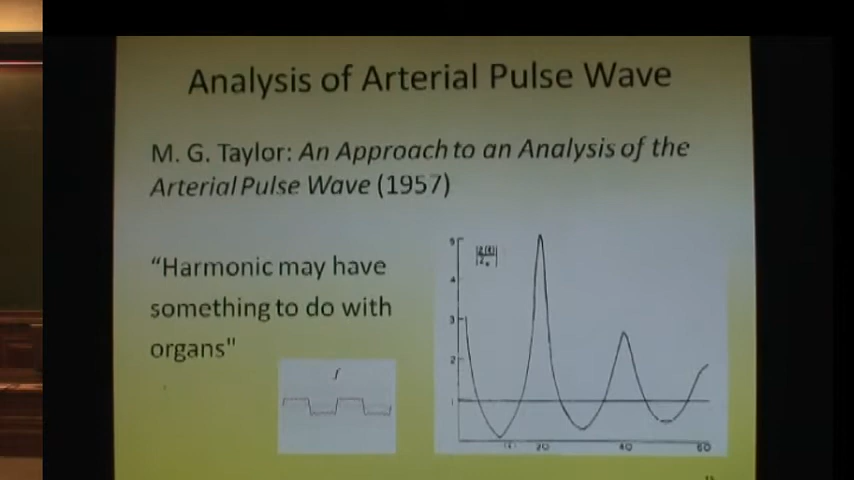 Analysis of Arterial Pulse Wave
M. G. Taylor: An Approach to an Analysis of the
Arterial Pulse Wave (1957)
"Harmonic may have
something to do with
organs"
f
5
4
3
2
1
20
40
60